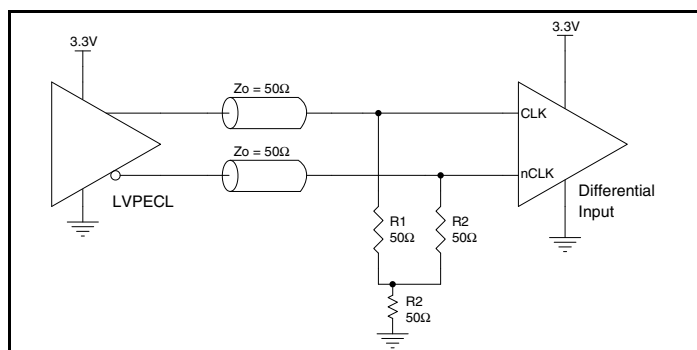 3.3V
3.3V
Zo = 50Ω
CLK
Zo = 50Ω
nCLK
LVPECL
Differential
Input
R1
50Ω
R2
50Ω
R2
50Ω